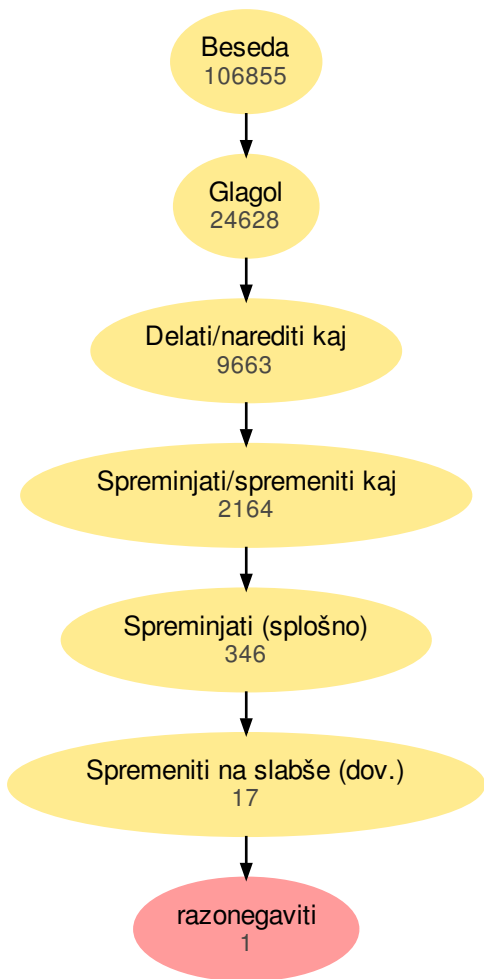 Beseda
106855
Glagol
24628
Delati/narediti kaj
9663
Spreminjati/spremeniti kaj
2164
Spreminjati (splošno)
346
Spremeniti na slabše (dov.)
17
razonegaviti
1